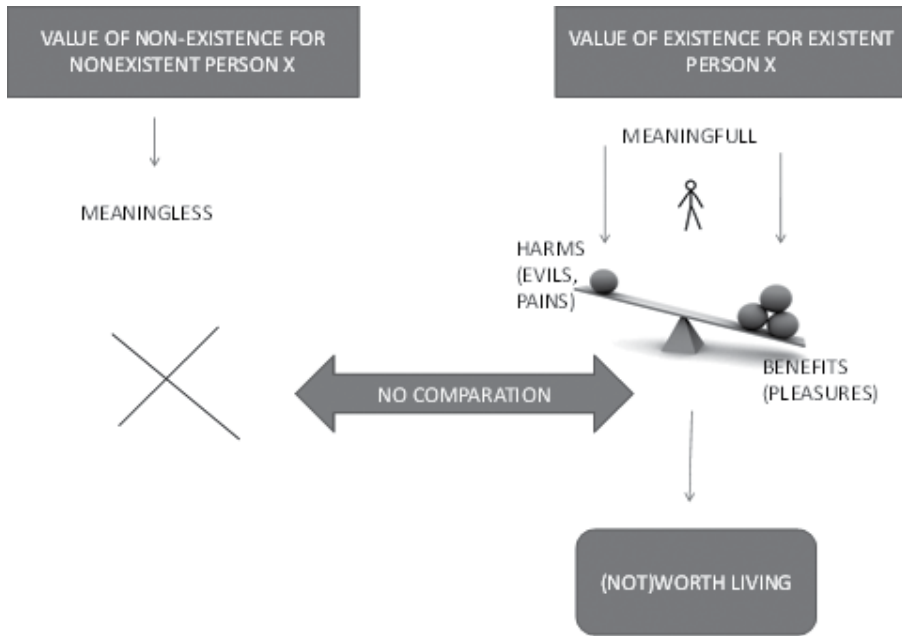 VALUE OF NON-EXISTENCE FOR
NONEXISTENT PERSON X
MEANINGLESS
VALUE OF EXISTENCE FOR EXISTENT
PERSON X
MEANINGFULL
HARMS
(EVILS,
PAINS)
BENEFITS
(PLEASURES)
NO COMPARATION
(NOT)WORTH LIVING